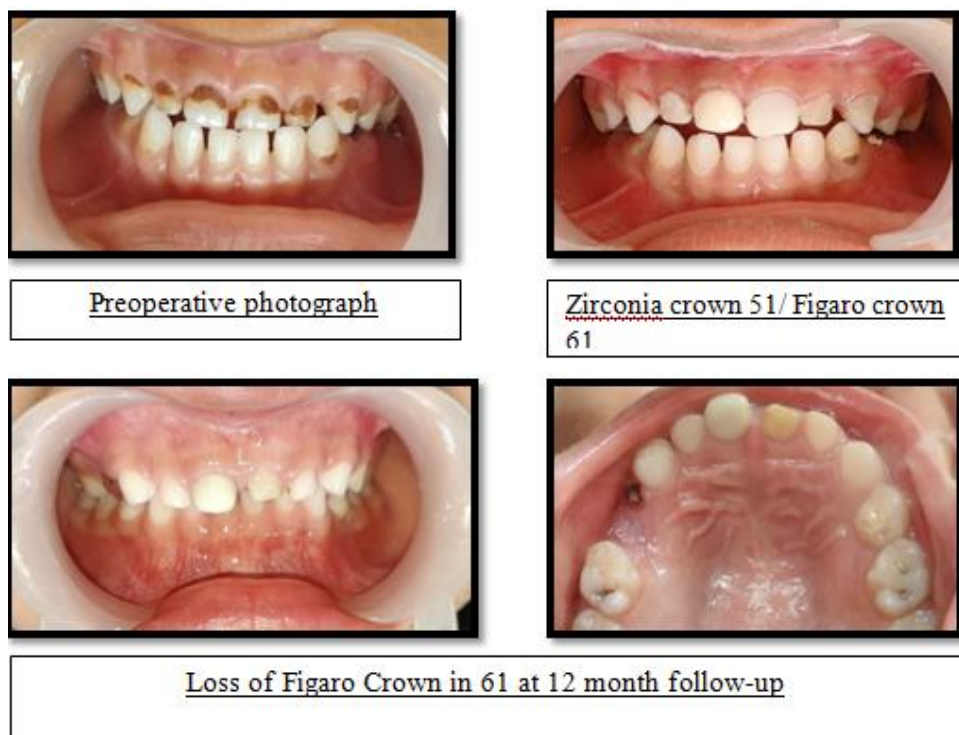 Preoperative photograph
Zirconia crown 51/ Figaro crown
61
Loss of Figaro Crown in 61 at 12 month follow-up